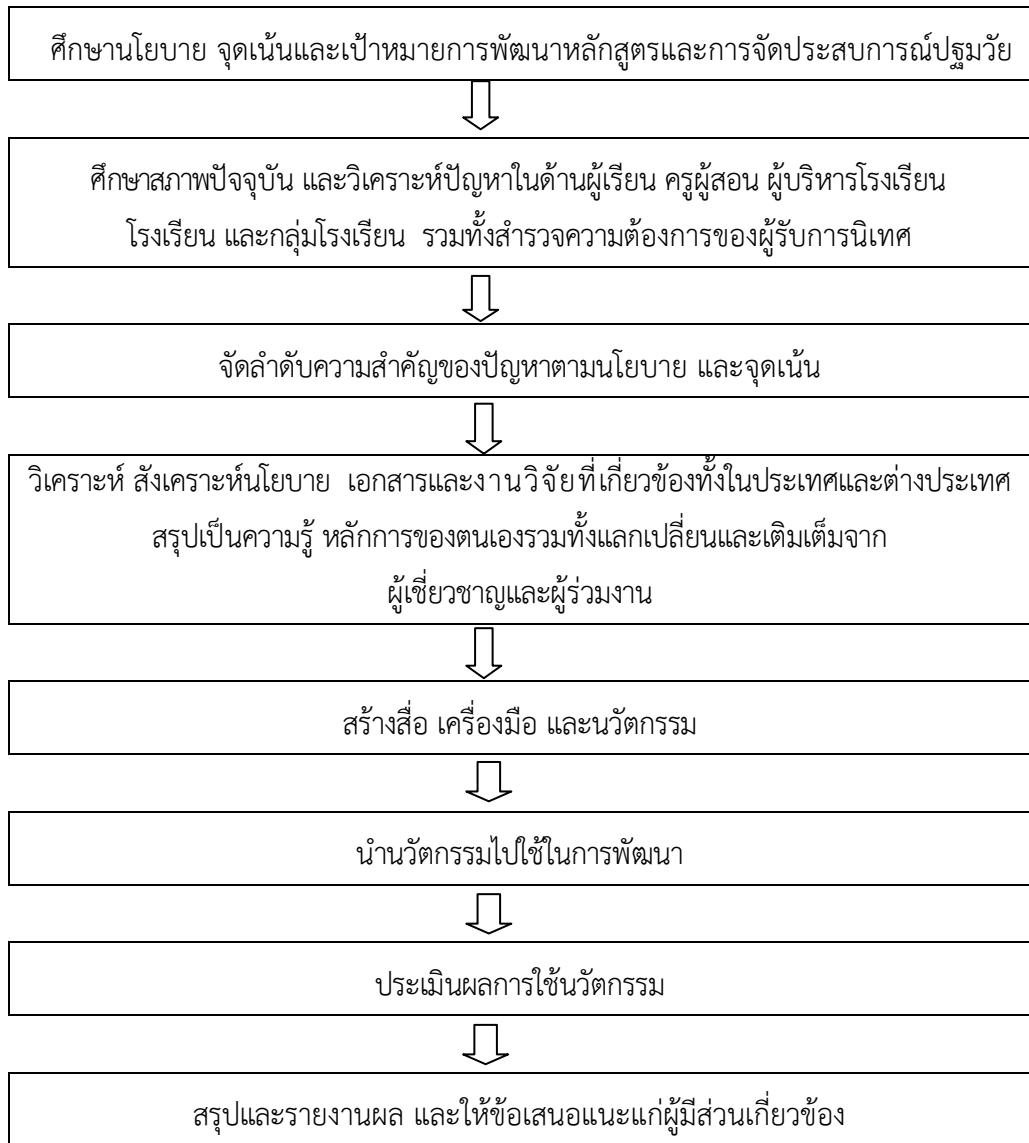 ศึกษานโยบาย จุดเน้นและเป้าหมายการพัฒนาหลักสูตรและการจัดประสบการณ์ปฐมวัย
ศึกษาสภาพปัจจุบัน และวิเคราะห์ปัญหาในด้านผู้เรียน ครูผู้สอน ผู้บริหารโรงเรียน
โรงเรียน และกลุ่มโรงเรียน รวมทั้งสำรวจความต้องการของผู้รับการนิเทศ
จัดลำดับความสำคัญของปัญหาตามนโยบาย และจุดเน้น
วิเคราะห์ สังเคราะห์นโยบาย เอกสารและงานวิจัยที่เกี่ยวข้องทั้งในประเทศและต่างประเทศ
สรุปเป็นความรู้ หลักการของตนเองรวมทั้งแลกเปลี่ยนและเติมเต็มจาก
ผู้เชี่ยวชาญและผู้ร่วมงาน
สร้างสื่อ เครื่องมือ และนวัตกรรม
นำนวัตกรรมไปใช้ในการพัฒนา
ประเมินผลการใช้นวัตกรรม
สรุปและรายงานผล และให้ข้อเสนอแนะแก่ผู้มีส่วนเกี่ยวข้อง